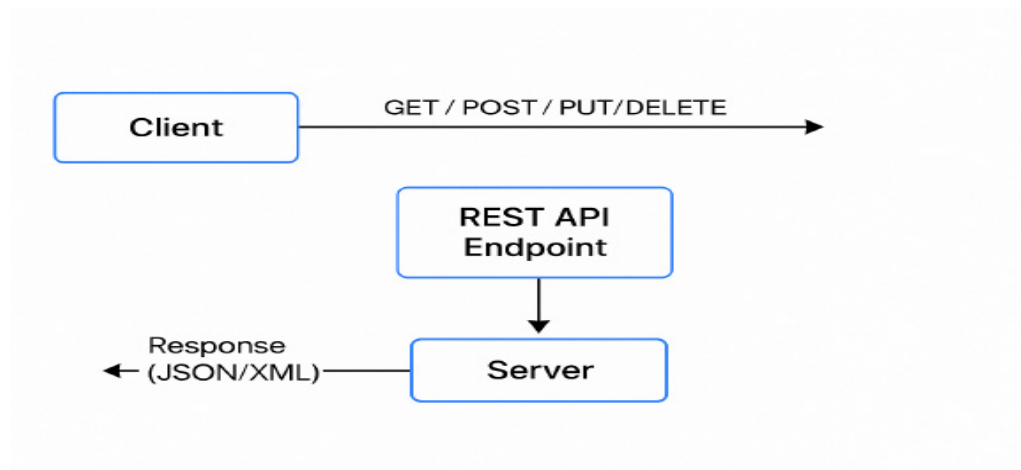 Client
GET / POST / PUT/DELETE
REST API
Endpoint
Response
(JSON/XML)
Server